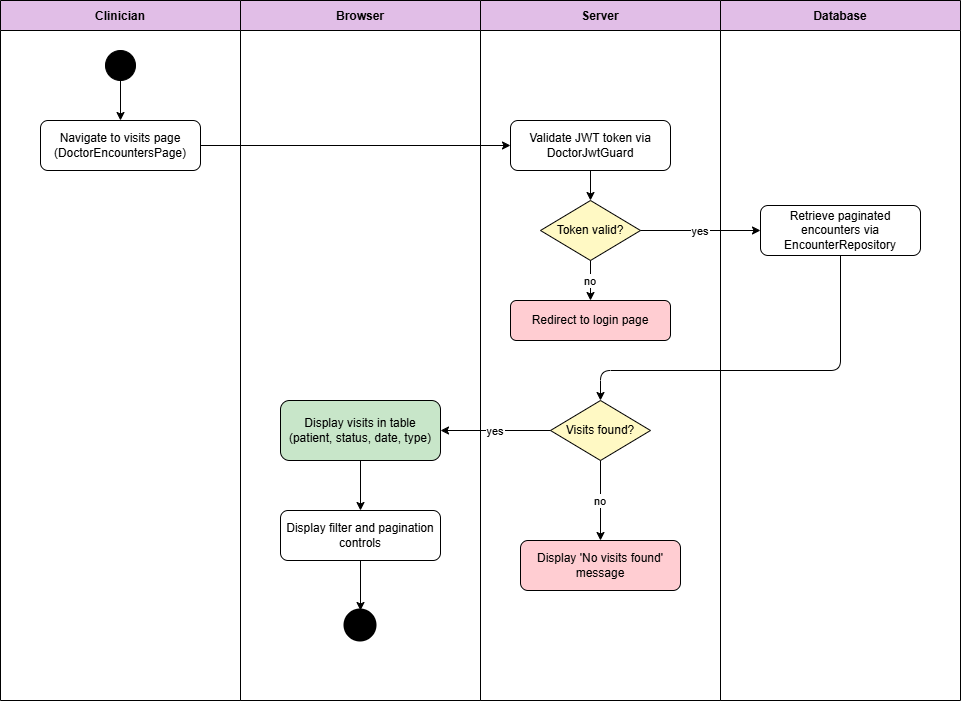 Clinician
Browser
Server
Database
Navigate to visits page
(DoctorEncountersPage)
Validate JWT token via
DoctorJwtGuard
Token valid?
yes
Retrieve paginated
encounters via
EncounterRepository
no
Redirect to login page
Display visits in table
(patient, status, date, type)
yes
Visits found?
no
Display filter and pagination
controls
Display 'No visits found'
message